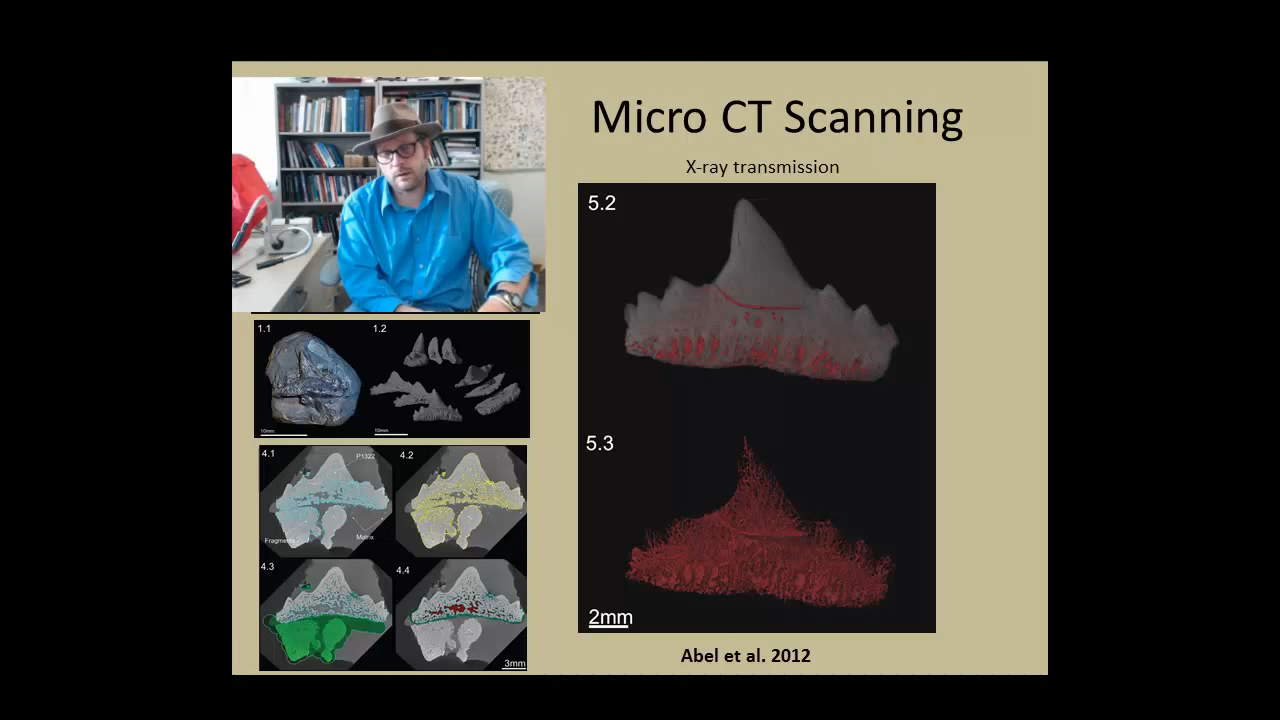 Micro CT Scanning
X-ray transmission
5.2
5.3
2mm
Abel et al. 2012
1.1
1.2
10mm
10mm
4.1
P1322
4.2
Fragments
Matrix
4.3
4.4
3mm